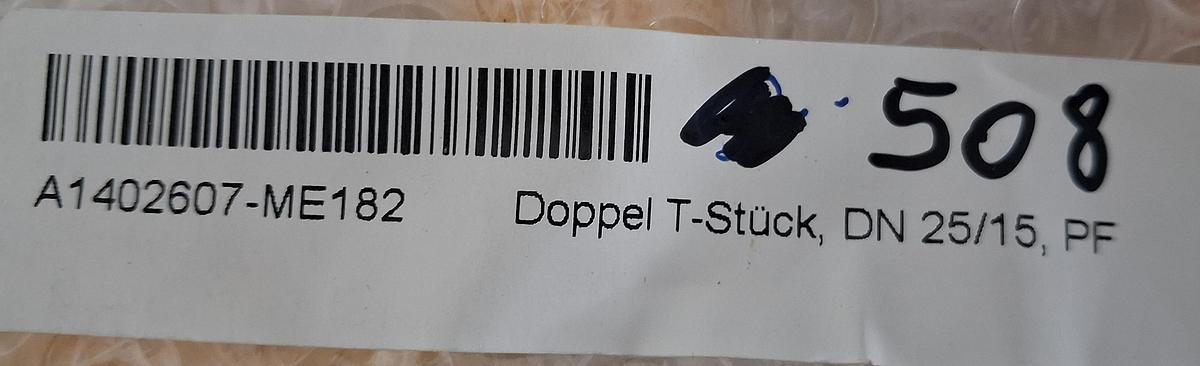 508
A1402607-ME182 Doppel T-Stück, DN 25/15, PF